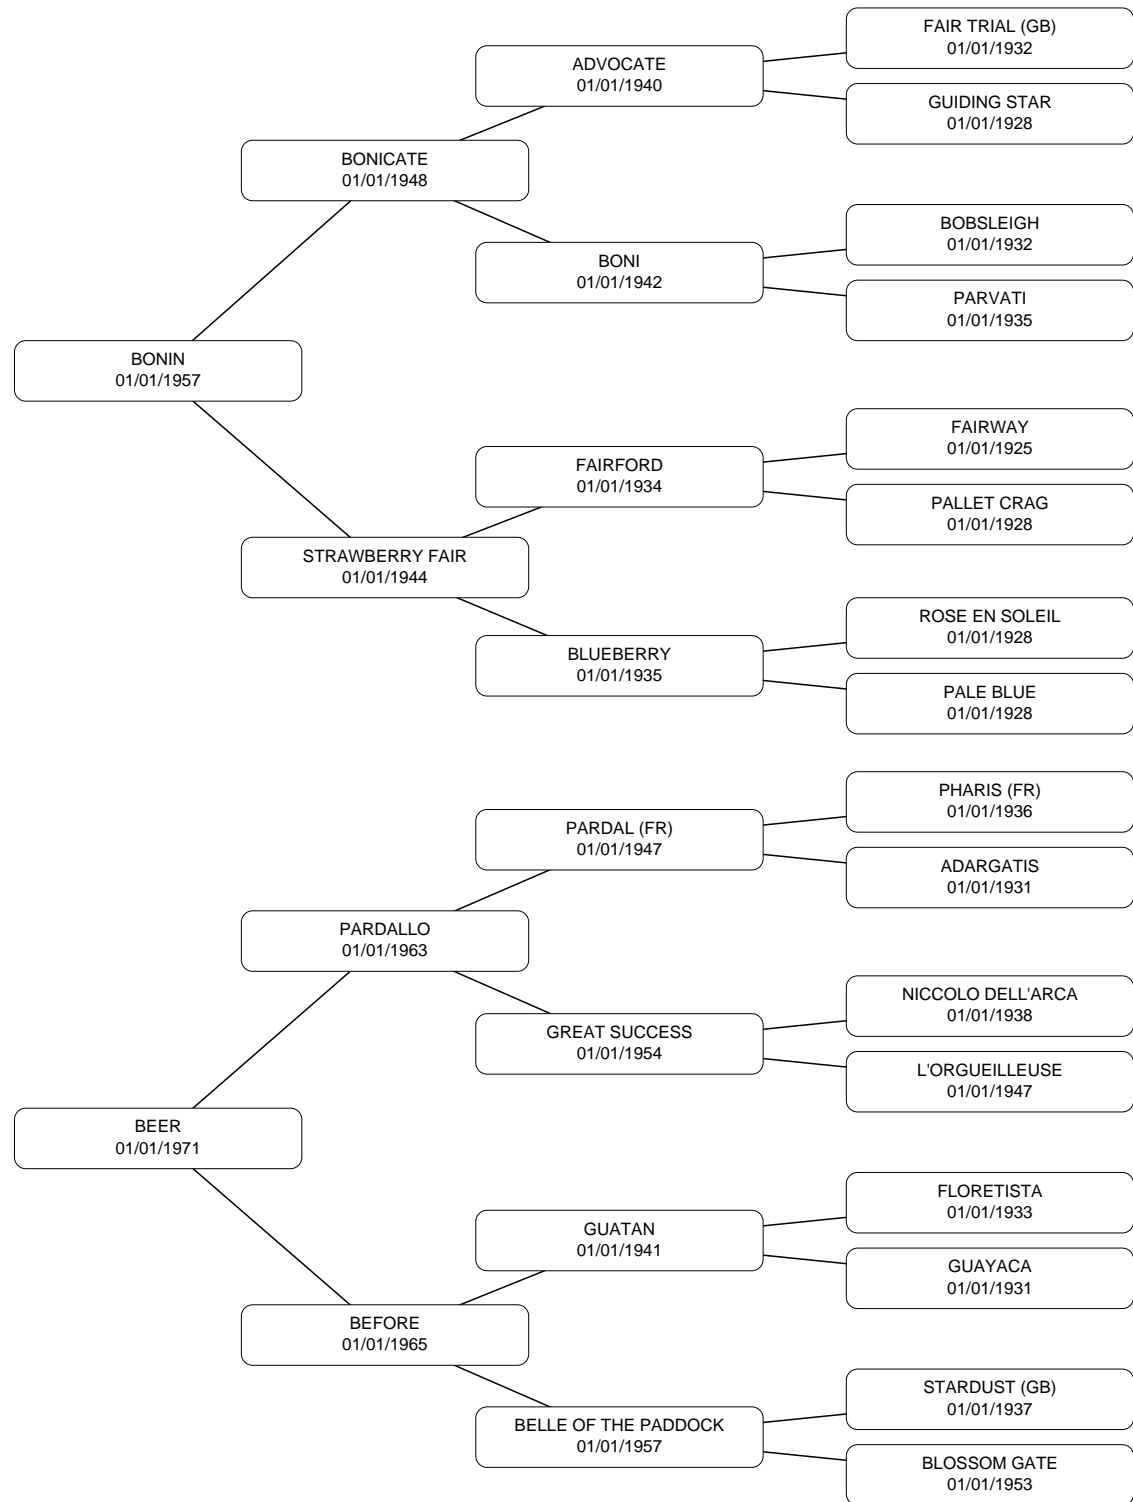 FAIR TRIAL (GB)
01/01/1932
ADVOCATE
01/01/1940
GUIDING STAR
01/01/1928
BONICATE
01/01/1948
BOBSLEIGH
01/01/1932
BONI
01/01/1942
PARVATI
01/01/1935
BONIN
01/01/1957
FAIRWAY
01/01/1925
FAIRFORD
01/01/1934
PALLET CRAG
01/01/1928
STRAWBERRY FAIR
01/01/1944
ROSE EN SOLEIL
01/01/1928
BLUEBERRY
01/01/1935
PALE BLUE
01/01/1928
PHARIS (FR)
01/01/1936
PARDAL (FR)
01/01/1947
ADARGATIS
01/01/1931
PARDALLO
01/01/1963
NICCOLO DELL'ARCA
01/01/1938
GREAT SUCCESS
01/01/1954
L'ORGUEILLEUSE
01/01/1947
BEER
01/01/1971
FLORETISTA
01/01/1933
GUATAN
01/01/1941
GUAYACA
01/01/1931
BEFORE
01/01/1965
STARDUST (GB)
01/01/1937
BELLE OF THE PADDOCK
01/01/1957
BLOSSOM GATE
01/01/1953